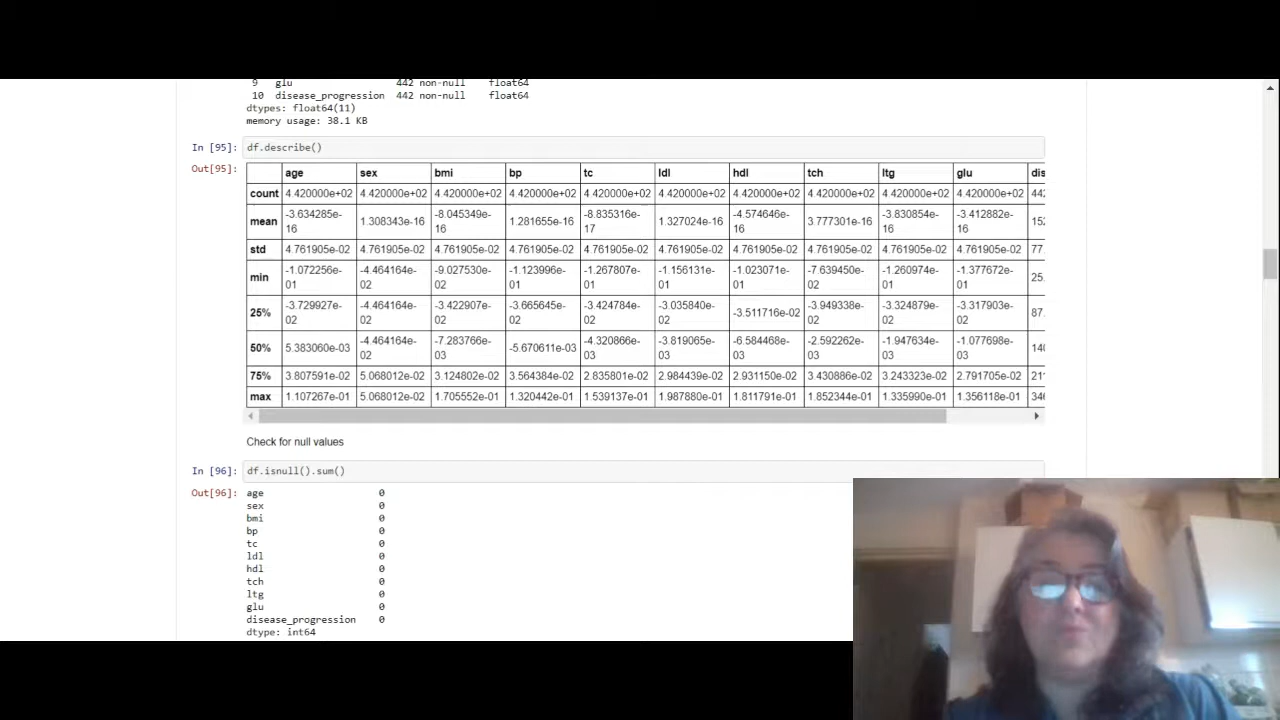 9 glu 442 non-null float64
10 disease_progression 442 non-null float64
dtypes: float64(11)
memory usage: 38.1 KB
In [95]: df.describe()
Out[95]:
age sex bmi bp tc ldl hdl tch ltg glu dis
count 4.420000e+02 4.420000e+02 4.420000e+02 4.420000e+02 4.420000e+02 4.420000e+02 4.420000e+02 4.420000e+02 4.420000e+02 4.420000e+02 442
mean -3.634285e-16 1.308343e-16 -8.045349e-16 1.281655e-16 -8.835316e-17 1.327024e-16 -4.574646e-16 3.777301e-16 -3.830854e-16 -3.412882e-16 152
std 4.761905e-02 4.761905e-02 4.761905e-02 4.761905e-02 4.761905e-02 4.761905e-02 4.761905e-02 4.761905e-02 4.761905e-02 4.761905e-02 77
min -1.072256e-01 -4.464164e-02 -9.027530e-02 -1.123996e-01 -1.267807e-01 -1.156131e-01 -1.023071e-01 -7.639450e-02 -1.260974e-01 -1.377672e-01 25.
25% -3.729927e-02 -4.464164e-02 -3.422907e-02 -3.665645e-02 -3.424784e-02 -3.035840e-02 -3.511716e-02 -3.949338e-02 -3.324879e-02 -3.317903e-02 87.
50% 5.383060e-03 -4.464164e-02 -7.283766e-03 -5.670611e-03 -4.320866e-03 -3.819065e-03 -6.584468e-03 -2.592262e-03 -1.947634e-03 -1.077698e-03 140
75% 3.807591e-02 5.068012e-02 3.124802e-02 3.564384e-02 2.835801e-02 2.984439e-02 2.931150e-02 3.430886e-02 3.243323e-02 2.791705e-02 211
max 1.107267e-01 5.068012e-02 1.705552e-01 1.320442e-01 1.539137e-01 1.987880e-01 1.811791e-01 1.852344e-01 1.335990e-01 1.356118e-01 346
Check for null values
In [96]: df.isnull().sum()
Out[96]: age 0
sex 0
bmi 0
bp 0
tc 0
ldl 0
hdl 0
tch 0
ltg 0
glu 0
disease_progression 0
dtype: int64